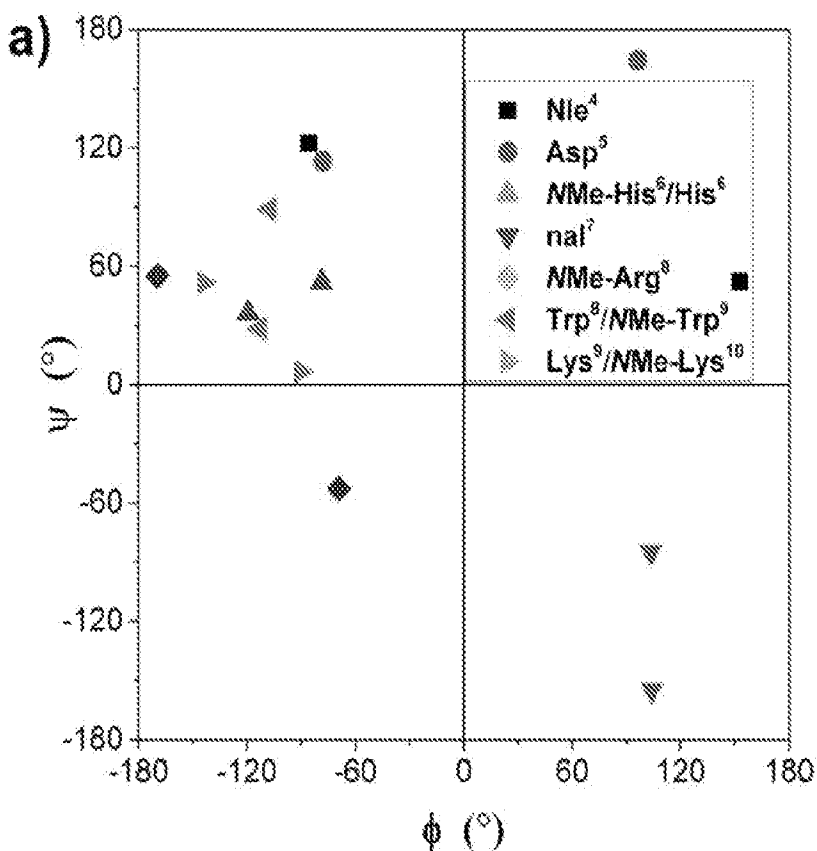 a)
180
120
60
0
-60
-120
-180
ψ (°)
Nle⁴
Asp⁵
NMe-His⁶/His⁶
nal⁷
NMe-Arg⁸
Trp⁸/NMe-Trp⁹
Lys⁹/NMe-Lys¹⁰
-180 -120 -60 0 60 120 180
ϕ (°)